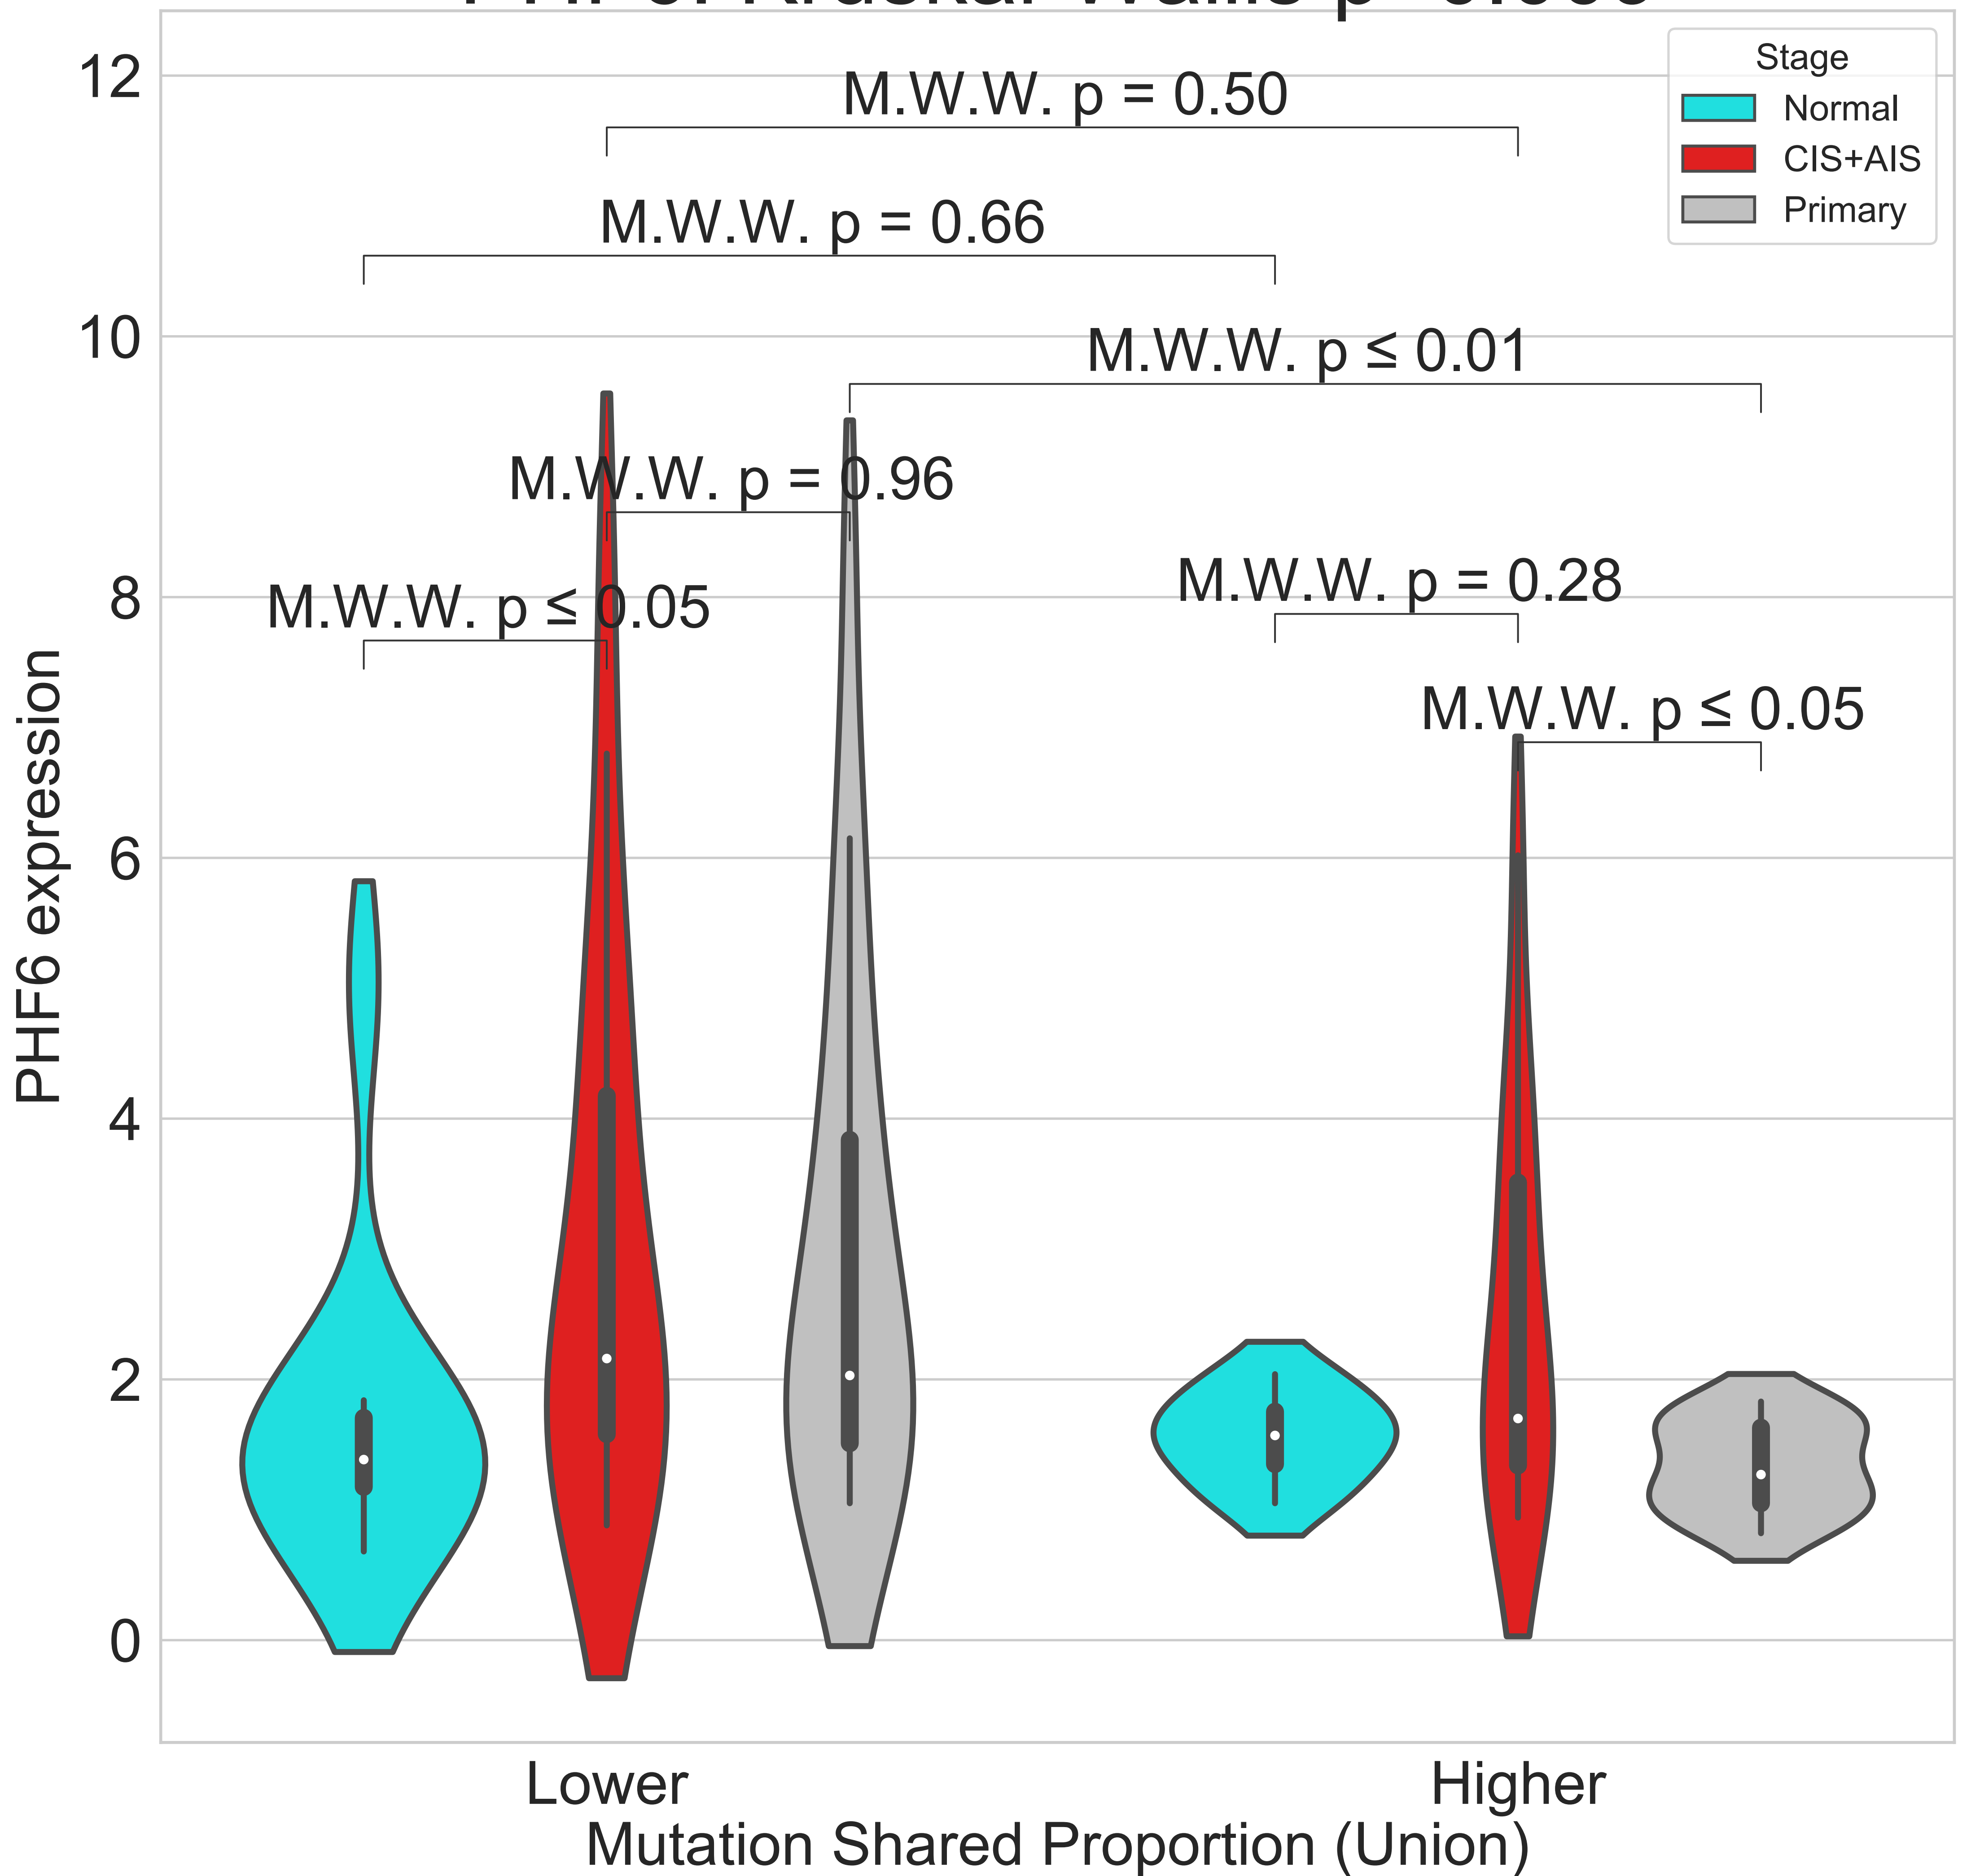 12
10
8
6
4
2
0
PHF6 expression
M.W.W. p = 0.50
M.W.W. p = 0.66
M.W.W. p ≤ 0.01
M.W.W. p = 0.96
M.W.W. p = 0.28
M.W.W. p ≤ 0.05
M.W.W. p ≤ 0.05
Stage
Normal
CIS+AIS
Primary
Lower
Higher
Mutation Shared Proportion (Union)